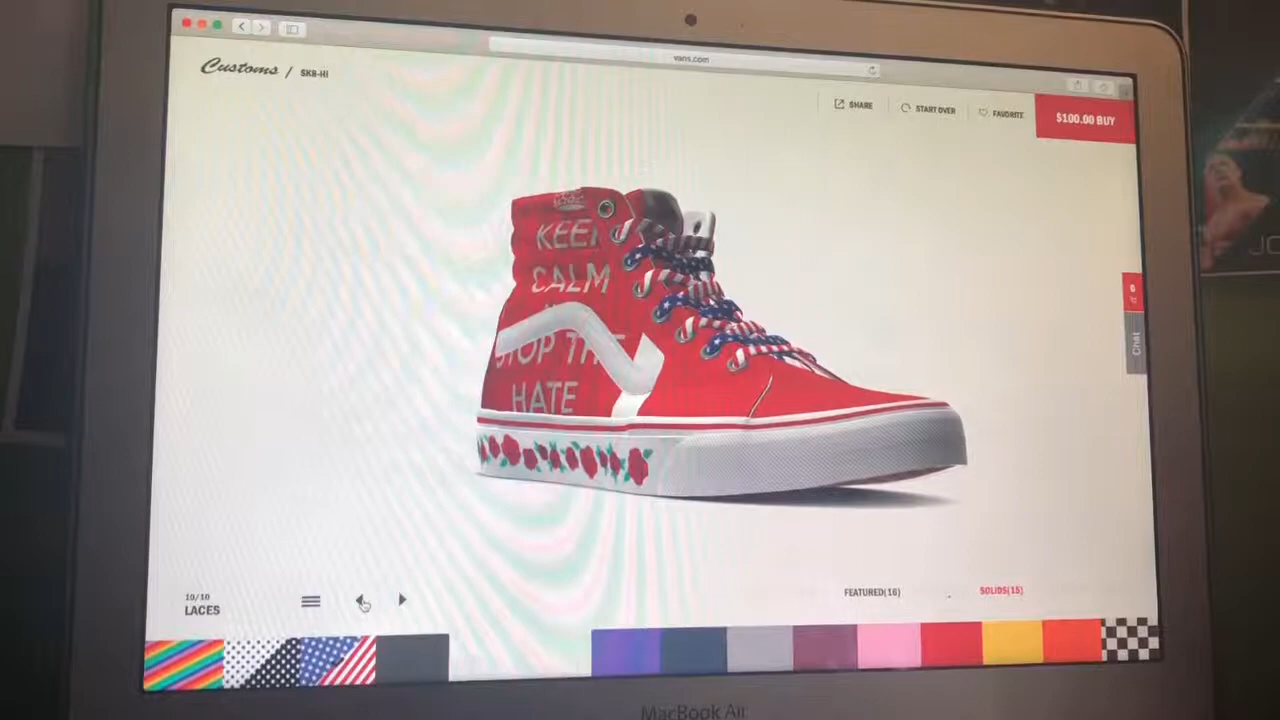 vans.com
Customs / SK8-HI
SHARE
START OVER
FAVORITE
$100.00 BUY
KEEP
CALM
STOP THE
HATE
0
Chat
10/10
LACES
FEATURED(16)
SOLIDS(15)
MacBook Air